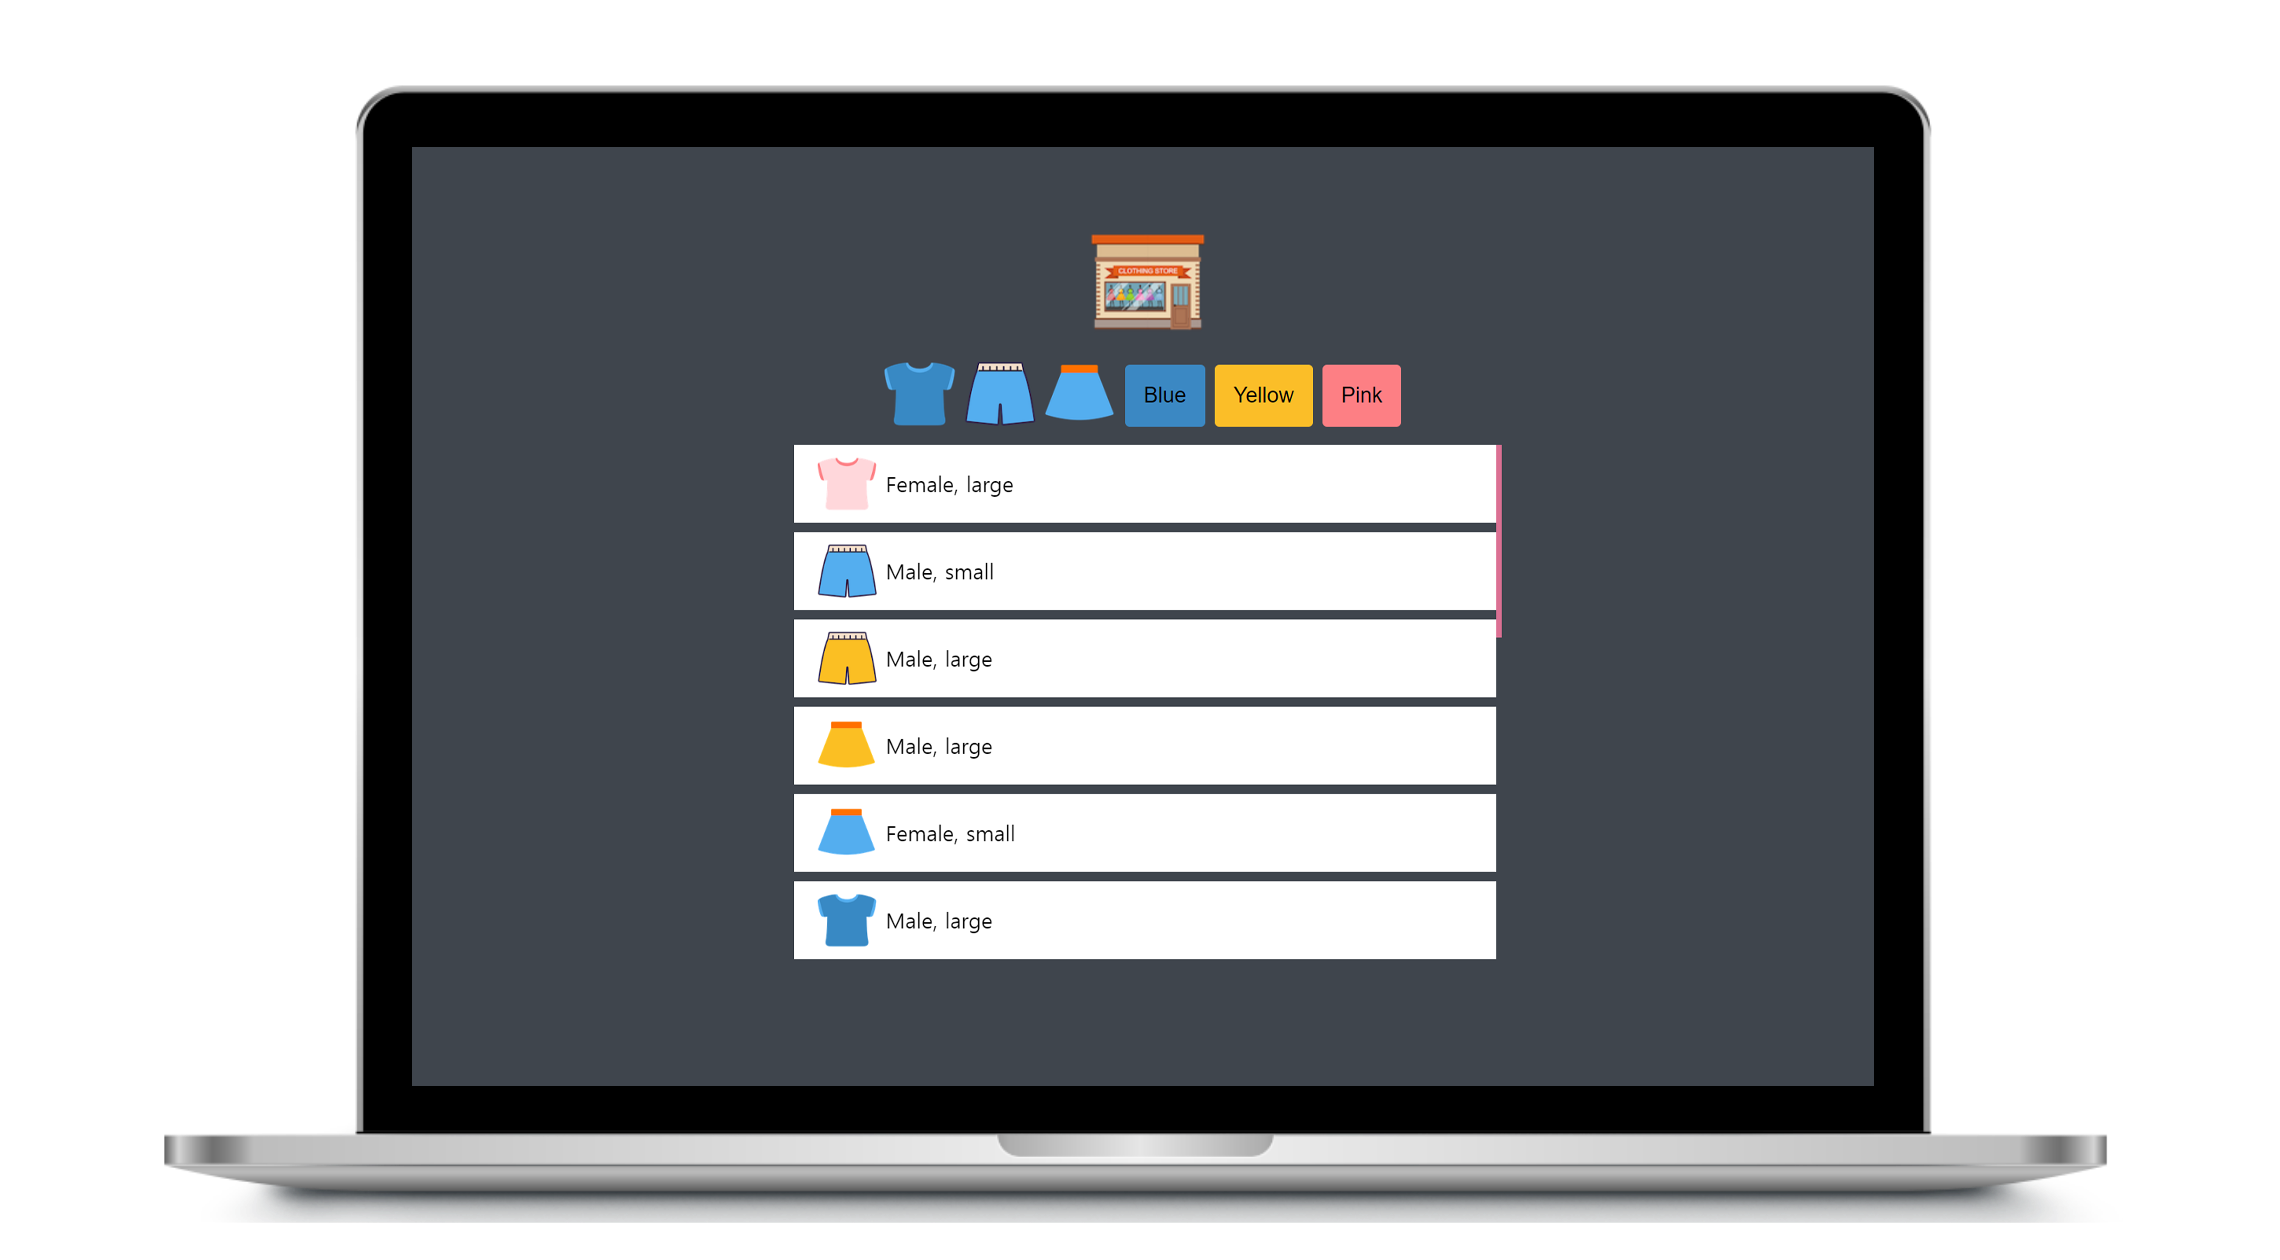 CLOTHING STORE
Blue
Yellow
Pink
Female, large
Male, small
Male, large
Male, large
Female, small
Male, large